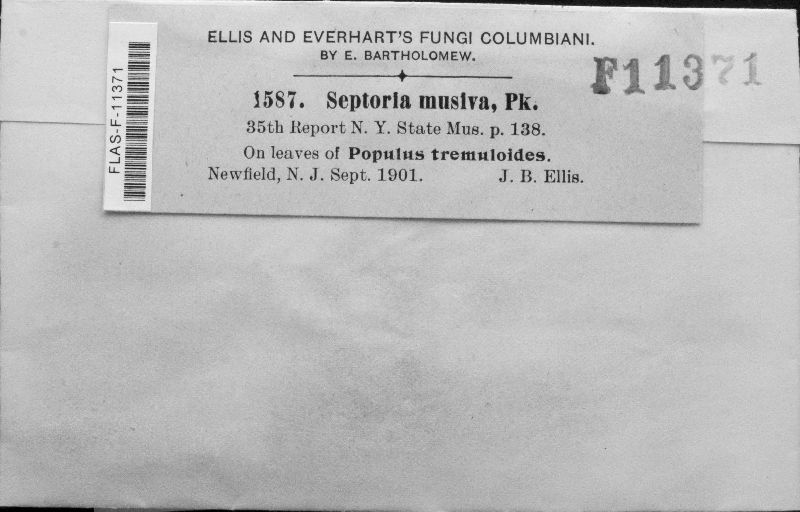 ELLIS AND EVERHART'S FUNGI COLUMBIANI.
BY E. BARTHOLOMEW.
F11371
FLAS-F-11371
1587. Septoria musiva, Pk.
35th Report N. Y. State Mus. p. 138.
On leaves of Populus tremuloides.
Newfield, N. J. Sept. 1901. J. B. Ellis.